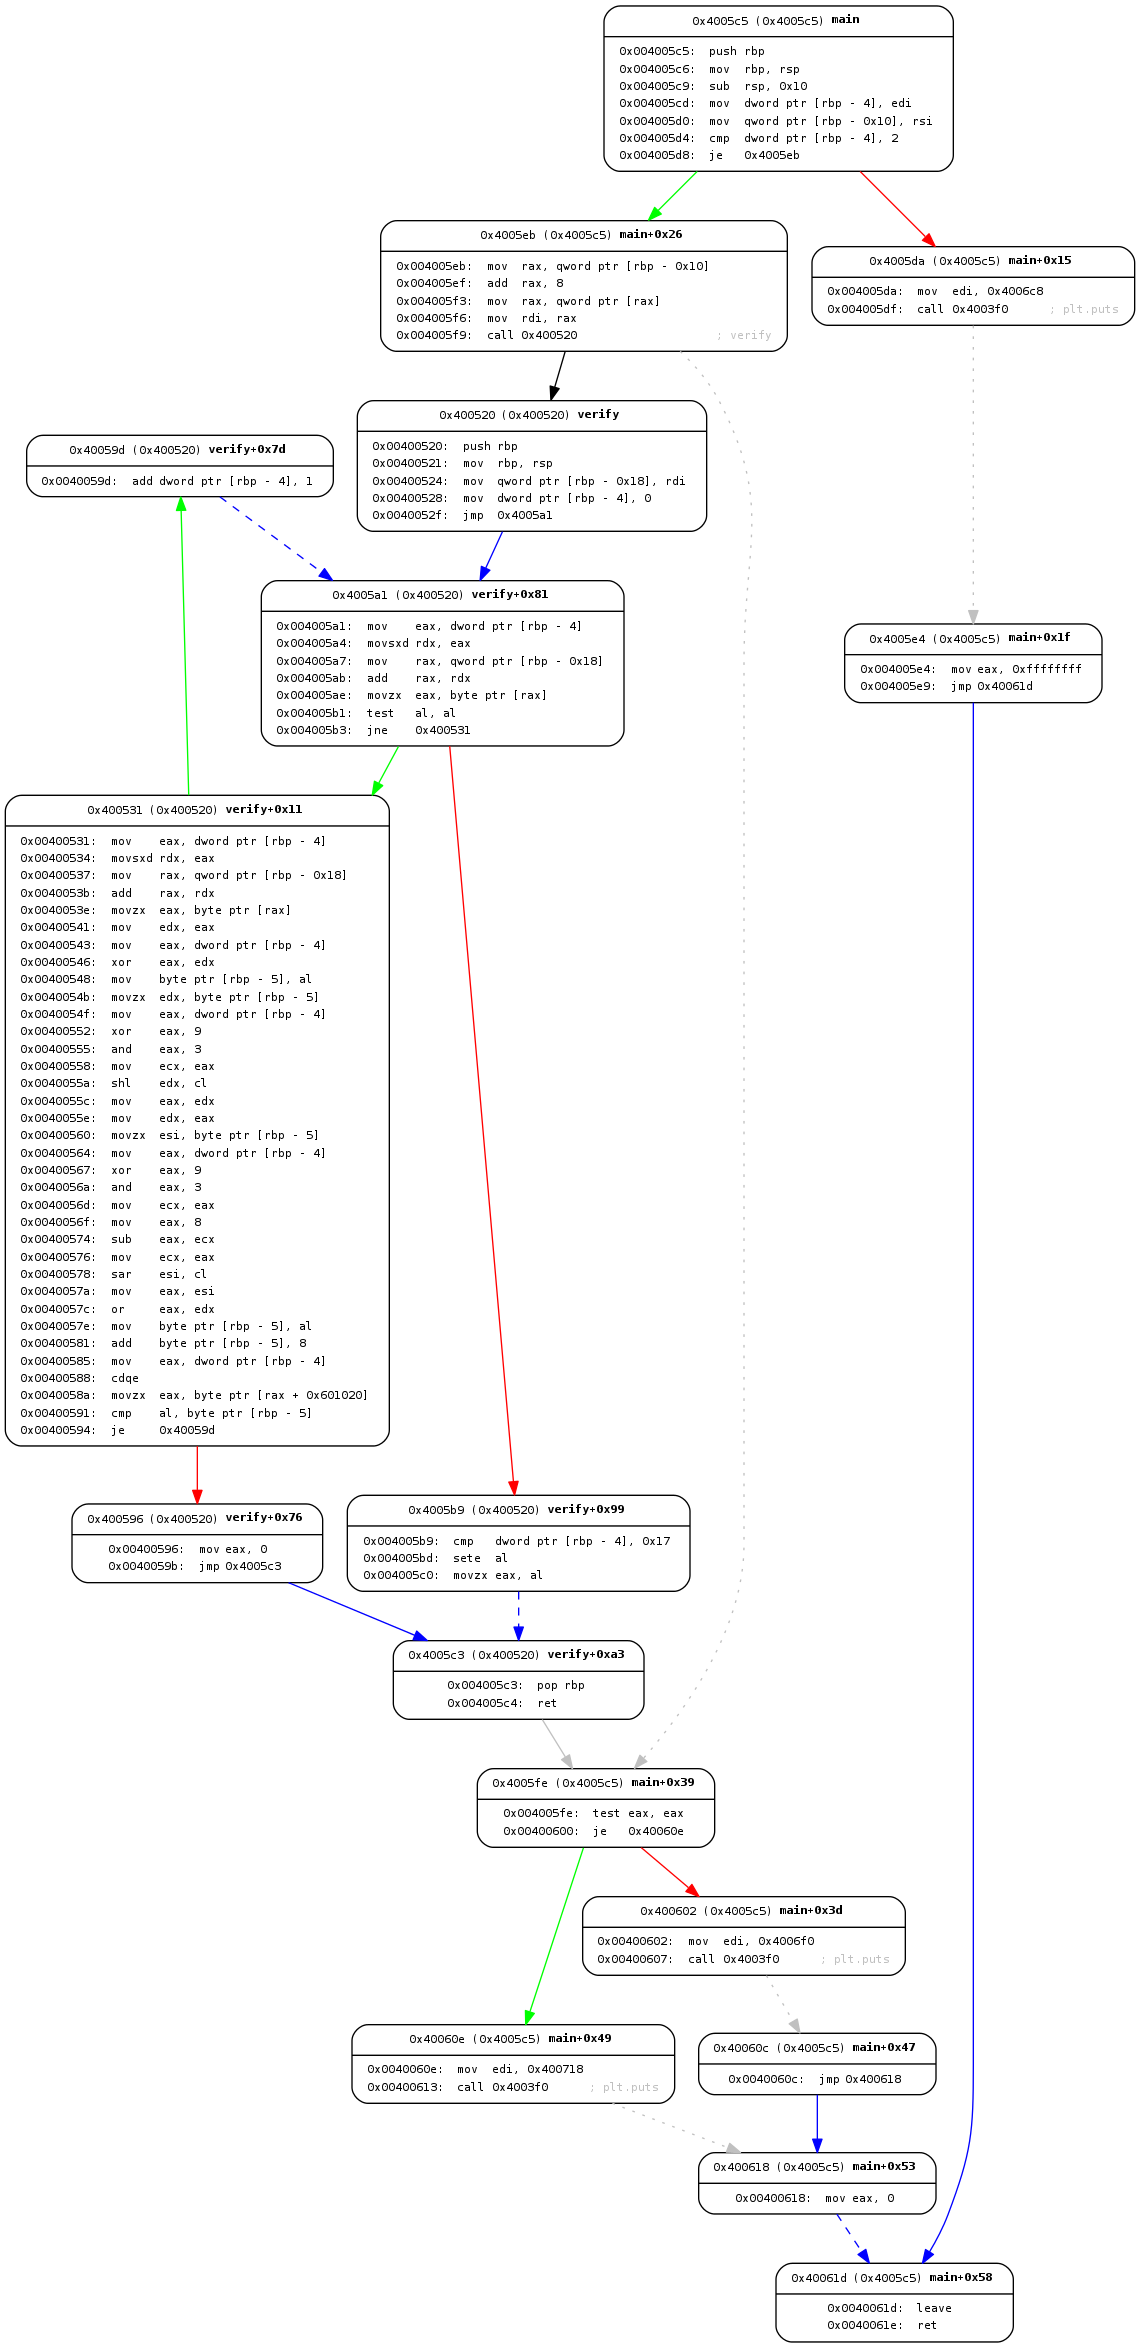 0x4005c5 (0x4005c5) main
0x004005c5: push rbp
0x004005c6: mov rbp, rsp
0x004005c9: sub rsp, 0x10
0x004005cd: mov dword ptr [rbp - 4], edi
0x004005d0: mov qword ptr [rbp - 0x10], rsi
0x004005d4: cmp dword ptr [rbp - 4], 2
0x004005d8: je 0x4005eb
0x4005eb (0x4005c5) main+0x26
0x004005eb: mov rax, qword ptr [rbp - 0x10]
0x004005ef: add rax, 8
0x004005f3: mov rax, qword ptr [rax]
0x004005f6: mov rdi, rax
0x004005f9: call 0x400520 ; verify
0x4005da (0x4005c5) main+0x15
0x004005da: mov edi, 0x4006c8
0x004005df: call 0x4003f0 ; plt.puts
0x400520 (0x400520) verify
0x00400520: push rbp
0x00400521: mov rbp, rsp
0x00400524: mov qword ptr [rbp - 0x18], rdi
0x00400528: mov dword ptr [rbp - 4], 0
0x0040052f: jmp 0x4005a1
0x40059d (0x400520) verify+0x7d
0x0040059d: add dword ptr [rbp - 4], 1
0x4005a1 (0x400520) verify+0x81
0x004005a1: mov eax, dword ptr [rbp - 4]
0x004005a4: movsxd rdx, eax
0x004005a7: mov rax, qword ptr [rbp - 0x18]
0x004005ab: add rax, rdx
0x004005ae: movzx eax, byte ptr [rax]
0x004005b1: test al, al
0x004005b3: jne 0x400531
0x4005e4 (0x4005c5) main+0x1f
0x004005e4: mov eax, 0xffffffff
0x004005e9: jmp 0x40061d
0x400531 (0x400520) verify+0x11
0x00400531: mov eax, dword ptr [rbp - 4]
0x00400534: movsxd rdx, eax
0x00400537: mov rax, qword ptr [rbp - 0x18]
0x0040053b: add rax, rdx
0x0040053e: movzx eax, byte ptr [rax]
0x00400541: mov edx, eax
0x00400543: mov eax, dword ptr [rbp - 4]
0x00400546: xor eax, edx
0x00400548: mov byte ptr [rbp - 5], al
0x0040054b: movzx edx, byte ptr [rbp - 5]
0x0040054f: mov eax, dword ptr [rbp - 4]
0x00400552: xor eax, 9
0x00400555: and eax, 3
0x00400558: mov ecx, eax
0x0040055a: shl edx, cl
0x0040055c: mov eax, edx
0x0040055e: mov edx, eax
0x00400560: movzx esi, byte ptr [rbp - 5]
0x00400564: mov eax, dword ptr [rbp - 4]
0x00400567: xor eax, 9
0x0040056a: and eax, 3
0x0040056d: mov ecx, eax
0x0040056f: mov eax, 8
0x00400574: sub eax, ecx
0x00400576: mov ecx, eax
0x00400578: sar esi, cl
0x0040057a: mov eax, esi
0x0040057c: or eax, edx
0x0040057e: mov byte ptr [rbp - 5], al
0x00400581: add byte ptr [rbp - 5], 8
0x00400585: mov eax, dword ptr [rbp - 4]
0x00400588: cdqe
0x0040058a: movzx eax, byte ptr [rax + 0x601020]
0x00400591: cmp al, byte ptr [rbp - 5]
0x00400594: je 0x40059d
0x400596 (0x400520) verify+0x76
0x00400596: mov eax, 0
0x0040059b: jmp 0x4005c3
0x4005b9 (0x400520) verify+0x99
0x004005b9: cmp dword ptr [rbp - 4], 0x17
0x004005bd: sete al
0x004005c0: movzx eax, al
0x4005c3 (0x400520) verify+0xa3
0x004005c3: pop rbp
0x004005c4: ret
0x4005fe (0x4005c5) main+0x39
0x004005fe: test eax, eax
0x00400600: je 0x40060e
0x400602 (0x4005c5) main+0x3d
0x00400602: mov edi, 0x4006f0
0x00400607: call 0x4003f0 ; plt.puts
0x40060e (0x4005c5) main+0x49
0x0040060e: mov edi, 0x400718
0x00400613: call 0x4003f0 ; plt.puts
0x40060c (0x4005c5) main+0x47
0x0040060c: jmp 0x400618
0x400618 (0x4005c5) main+0x53
0x00400618: mov eax, 0
0x40061d (0x4005c5) main+0x58
0x0040061d: leave
0x0040061e: ret